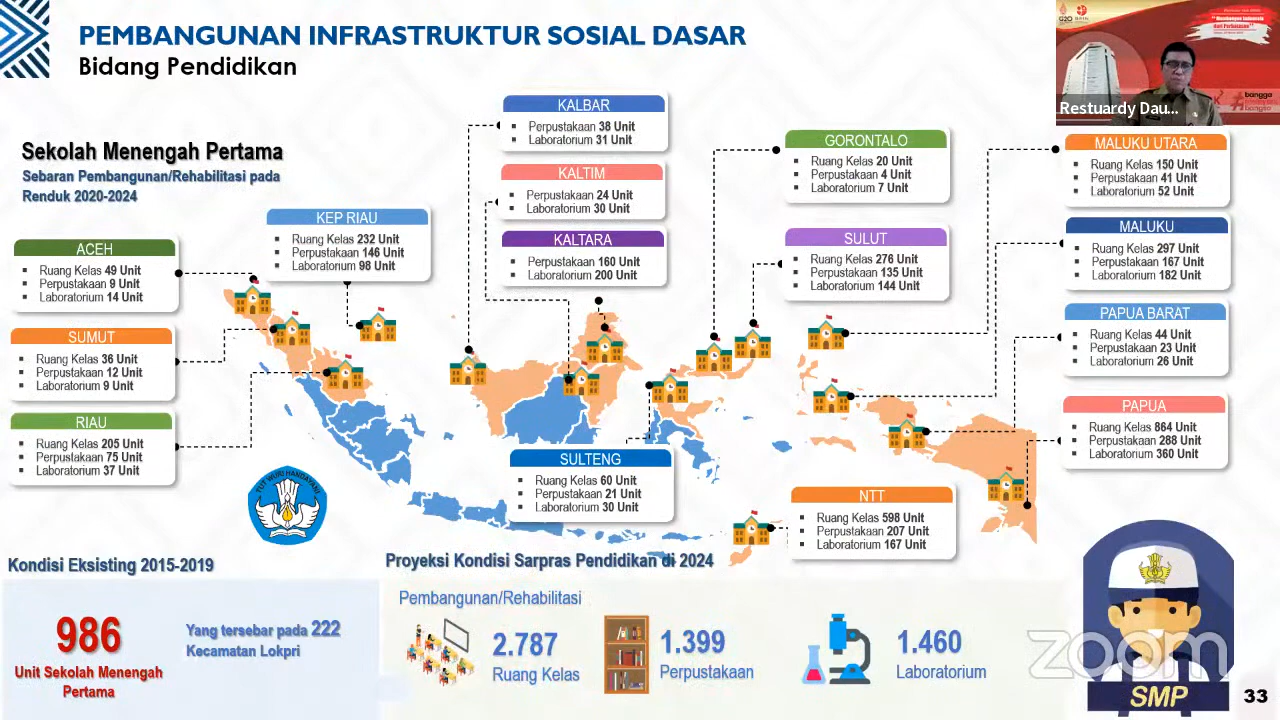 PEMBANGUNAN INFRASTRUKTUR SOSIAL DASAR
Bidang Pendidikan
G20
Restuardy Dau...
bangga
Sekolah Menengah Pertama
Sebaran Pembangunan/Rehabilitasi pada
Renduk 2020-2024
ACEH
Ruang Kelas 49 Unit
Perpustakaan 9 Unit
Laboratorium 14 Unit
SUMUT
Ruang Kelas 36 Unit
Perpustakaan 12 Unit
Laboratorium 9 Unit
RIAU
Ruang Kelas 205 Unit
Perpustakaan 75 Unit
Laboratorium 37 Unit
KEP RIAU
Ruang Kelas 232 Unit
Perpustakaan 146 Unit
Laboratorium 98 Unit
KALBAR
Perpustakaan 38 Unit
Laboratorium 31 Unit
KALTIM
Perpustakaan 24 Unit
Laboratorium 30 Unit
KALTARA
Perpustakaan 160 Unit
Laboratorium 200 Unit
GORONTALO
Ruang Kelas 20 Unit
Perpustakaan 4 Unit
Laboratorium 7 Unit
SULUT
Ruang Kelas 276 Unit
Perpustakaan 135 Unit
Laboratorium 144 Unit
MALUKU UTARA
Ruang Kelas 150 Unit
Perpustakaan 41 Unit
Laboratorium 52 Unit
MALUKU
Ruang Kelas 297 Unit
Perpustakaan 167 Unit
Laboratorium 182 Unit
PAPUA BARAT
Ruang Kelas 44 Unit
Perpustakaan 23 Unit
Laboratorium 26 Unit
PAPUA
Ruang Kelas 864 Unit
Perpustakaan 288 Unit
Laboratorium 360 Unit
SULTENG
Ruang Kelas 60 Unit
Perpustakaan 21 Unit
Laboratorium 30 Unit
NTT
Ruang Kelas 598 Unit
Perpustakaan 207 Unit
Laboratorium 167 Unit
TUT WURI HANDAYANI
Kondisi Eksisting 2015-2019
986
Unit Sekolah Menengah
Pertama
Yang tersebar pada 222
Kecamatan Lokpri
Proyeksi Kondisi Sarpras Pendidikan di 2024
Pembangunan/Rehabilitasi
2.787
Ruang Kelas
1.399
Perpustakaan
1.460
Laboratorium
zoom
SMP
33